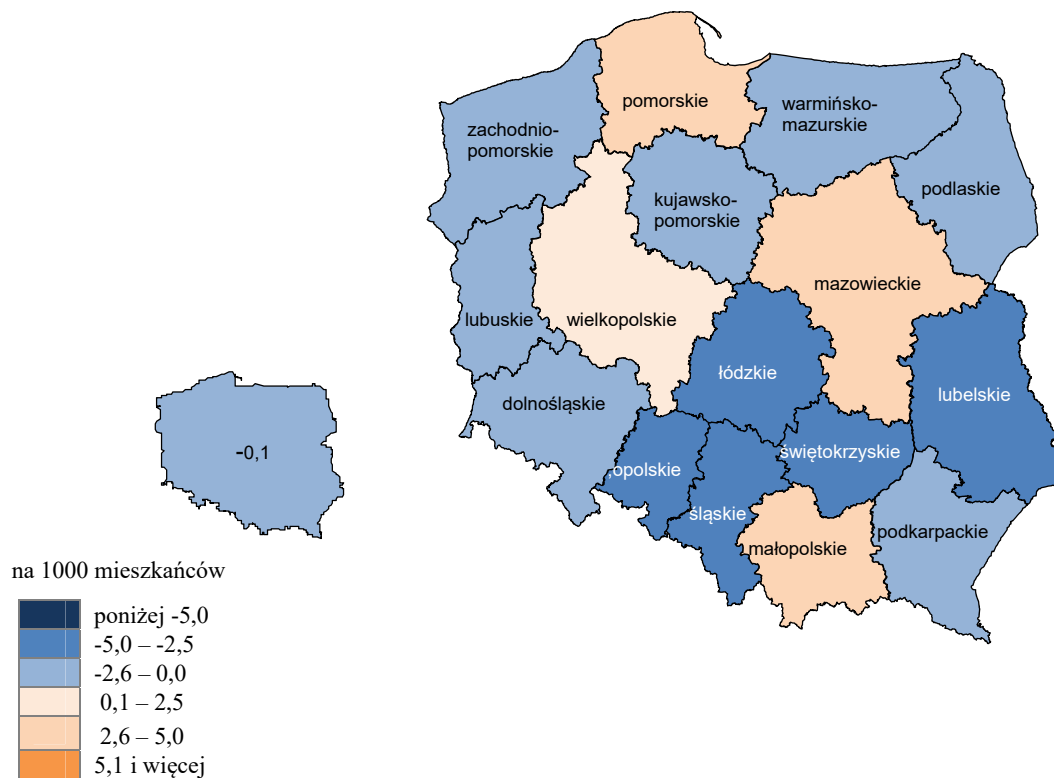 pomorskie
warmińsko-
mazurskie
zachodnio-
pomorskie
podlaskie
kujawsko-
pomorskie
mazowieckie
lubuskie
wielkopolskie
łódzkie
lubelskie
dolnośląskie
-0,1
świętokrzyskie
opolskie
śląskie
podkarpackie
małopolskie
na 1000 mieszkańców
poniżej -5,0
-5,0 – -2,5
-2,6 – 0,0
0,1 – 2,5
2,6 – 5,0
5,1 i więcej